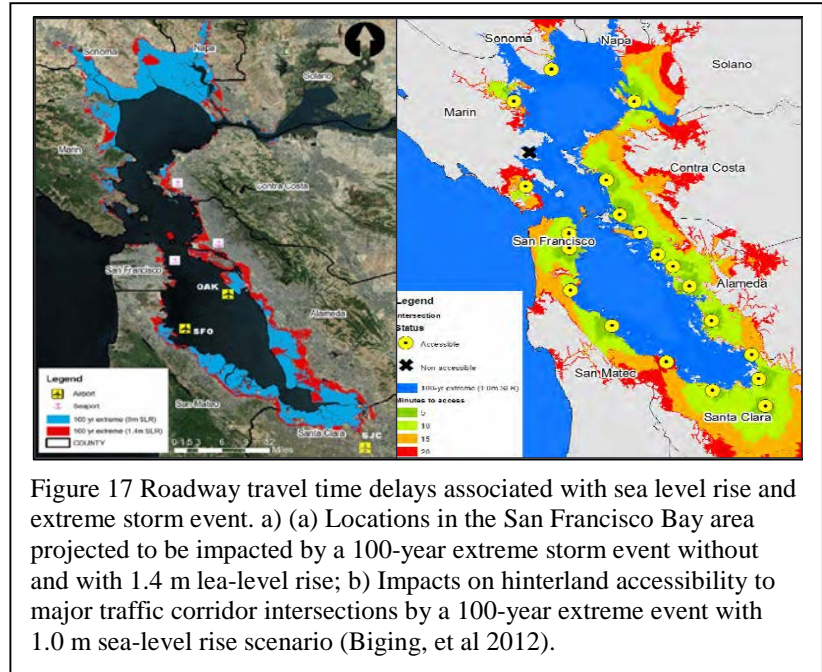 Sonoma
Napa
Solano
Marin
Contra Costa
San Francisco
OAK
SFO
Alameda
San Mateo
Santa Clara
SJC
Legend
Airport
Seaport
100 yr extreme (0m SLR)
100 yr extreme (1.4m SLR)
COUNTY
Miles
Sonoma
Napa
Solano
Marin
Contra Costa
San Francisco
Alameda
San Mateo
Santa Clara
Legend
Intersection
Status
Accessible
Non accessible
100-yr extreme (1.0m SLR)
Minutes to access
5
10
15
20
Figure 17 Roadway travel time delays associated with sea level rise and
extreme storm event. a) (a) Locations in the San Francisco Bay area
projected to be impacted by a 100-year extreme storm event without
and with 1.4 m lea-level rise; b) Impacts on hinterland accessibility to
major traffic corridor intersections by a 100-year extreme event with
1.0 m sea-level rise scenario (Biging, et al 2012).